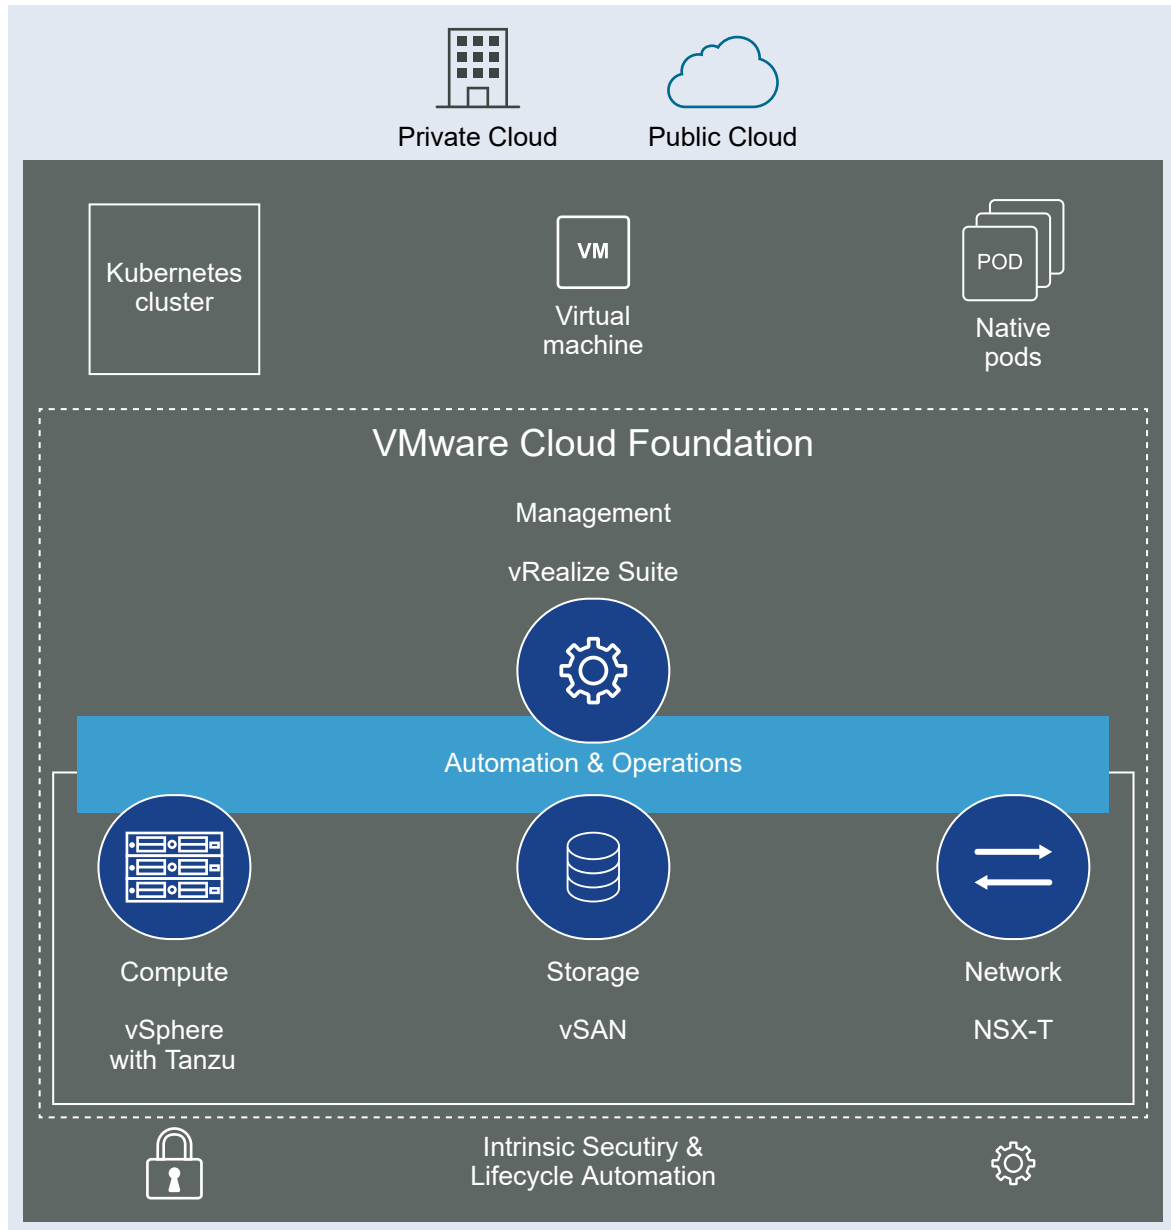 Private Cloud
Public Cloud
Kubernetes
cluster
VM
Virtual
machine
POD
Native
pods
VMware Cloud Foundation
Management
vRealize Suite
Automation & Operations
Compute
vSphere
with Tanzu
Storage
vSAN
Network
NSX-T
Intrinsic Secutiry &
Lifecycle Automation